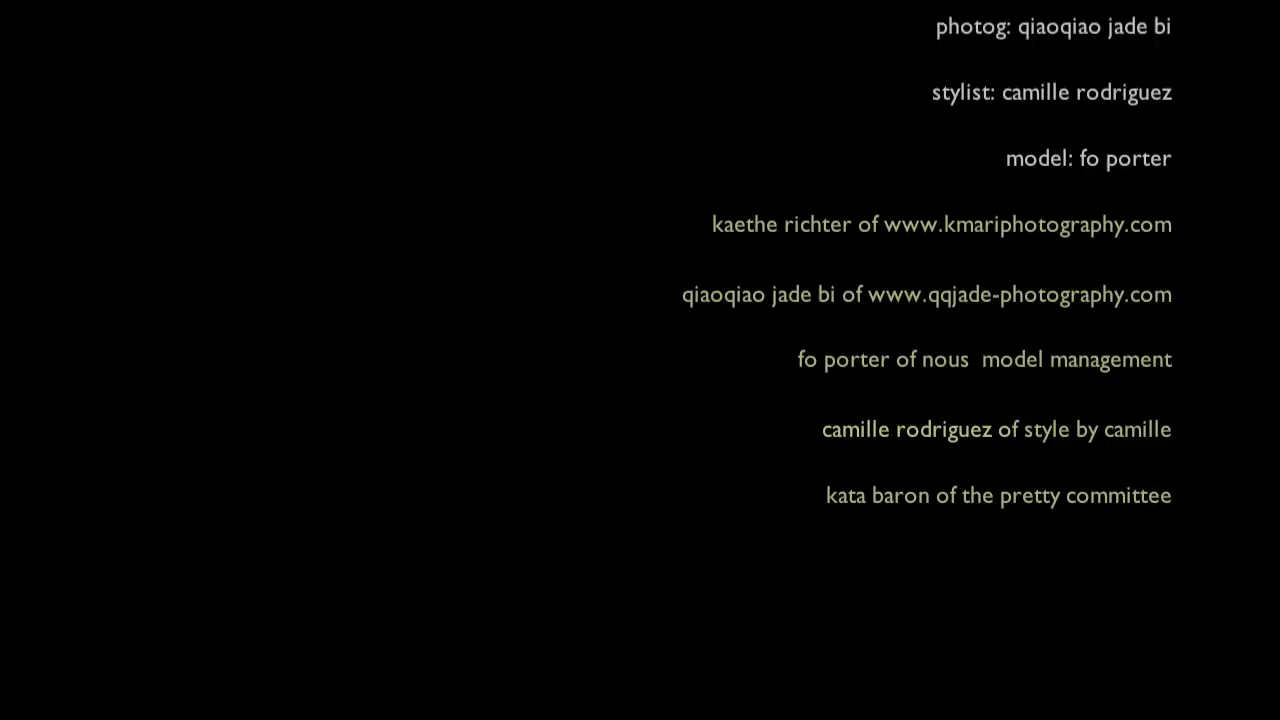 photog: qiaoqiao jade bi
stylist: camille rodriguez
model: fo porter
kaethe richter of www.kmariphotography.com
qiaoqiao jade bi of www.qqjade-photography.com
fo porter of nous  model management
camille rodriguez of style by camille
kata baron of the pretty committee